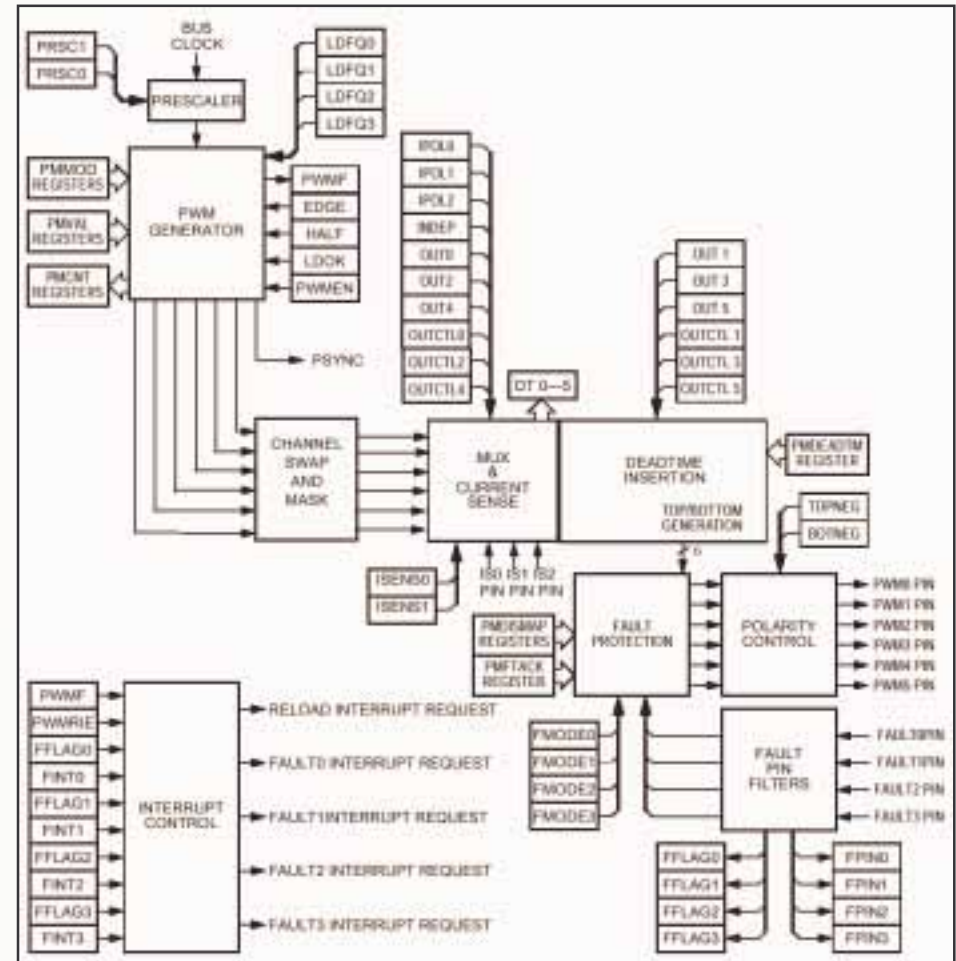 BUS
CLOCK
PRSC1
PRSC0
PRESCALER
LDFQ0
LDFQ1
LDFQ2
LDFQ3
PMMOD
REGISTERS
PMVAL
REGISTERS
PMCNT
REGISTERS
PWM
GENERATOR
PWMF
EDGE
HALF
LDOK
PWMEN
PSYNC
IPOL0
IPOL1
IPOL2
INDEP
OUT0
OUT2
OUT4
OUTCTL0
OUTCTL2
OUTCTL4
DT 0—5
OUT 1
OUT 3
OUT 5
OUTCTL 1
OUTCTL 3
OUTCTL 5
CHANNEL
SWAP
AND
MASK
MUX
&
CURRENT
SENSE
DEADTIME
INSERTION
TOP/BOTTOM
GENERATION
PMDEADTM
REGISTER
TOPNEG
BOTNEG
6
ISENS0
ISENS1
IS0 IS1 IS2
PIN PIN PIN
PMDISMAP
REGISTERS
PMFTACK
REGISTER
FAULT
PROTECTION
POLARITY
CONTROL
PWM0 PIN
PWM1 PIN
PWM2 PIN
PWM3 PIN
PWM4 PIN
PWM5 PIN
FMODE0
FMODE1
FMODE2
FMODE3
FAULT
PIN
FILTERS
FAULT0PIN
FAULT1PIN
FAULT2 PIN
FAULT3 PIN
FFLAG0
FFLAG1
FFLAG2
FFLAG3
FPIN0
FPIN1
FPIN2
FPIN3
PWMF
PWMRIE
FFLAG0
FINT0
FFLAG1
FINT1
FFLAG2
FINT2
FFLAG3
FINT3
INTERRUPT
CONTROL
RELOAD INTERRUPT REQUEST
FAULT0 INTERRUPT REQUEST
FAULT1INTERRUPT REQUEST
FAULT2 INTERRUPT REQUEST
FAULT3 INTERRUPT REQUEST